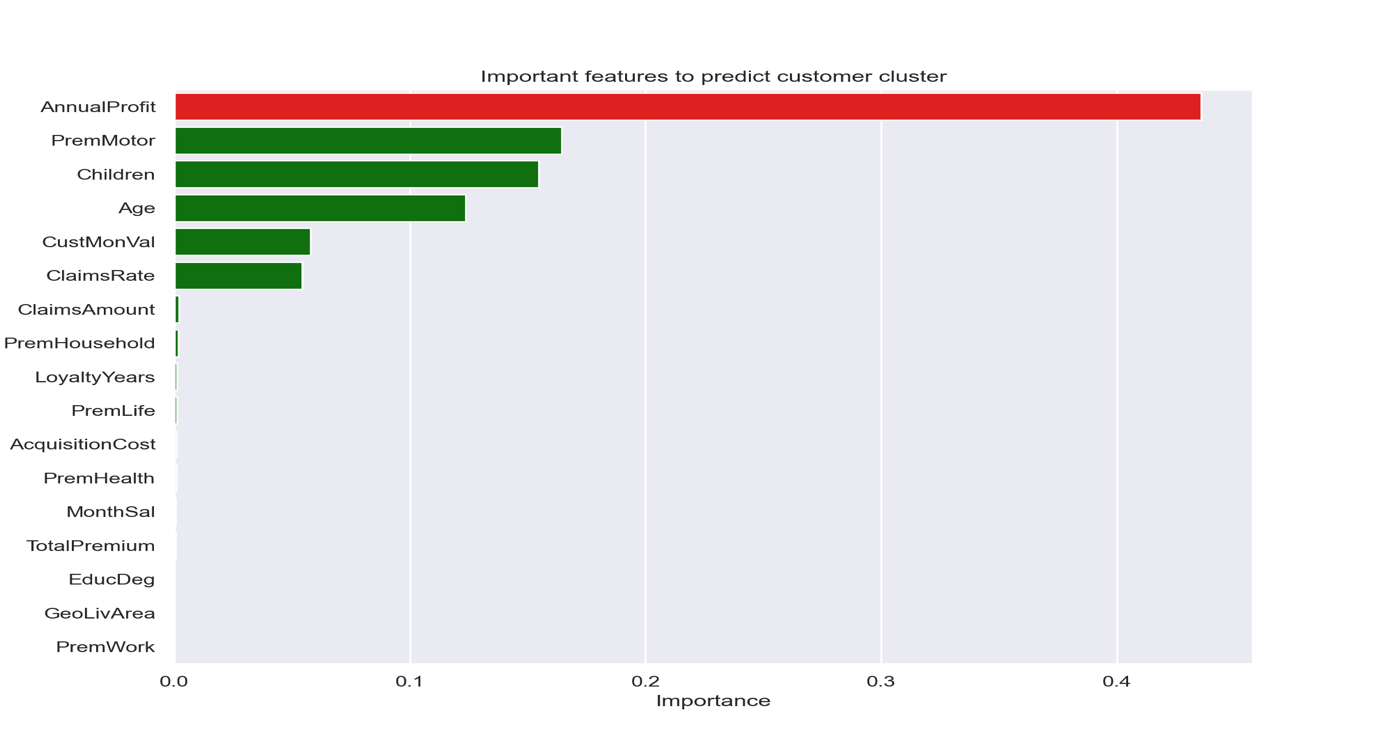 Important features to predict customer cluster
AnnualProfit
PremMotor
Children
Age
CustMonVal
ClaimsRate
ClaimsAmount
PremHousehold
LoyaltyYears
PremLife
AcquisitionCost
PremHealth
MonthSal
TotalPremium
EducDeg
GeoLivArea
PremWork
0.0 0.1 0.2 0.3 0.4
Importance